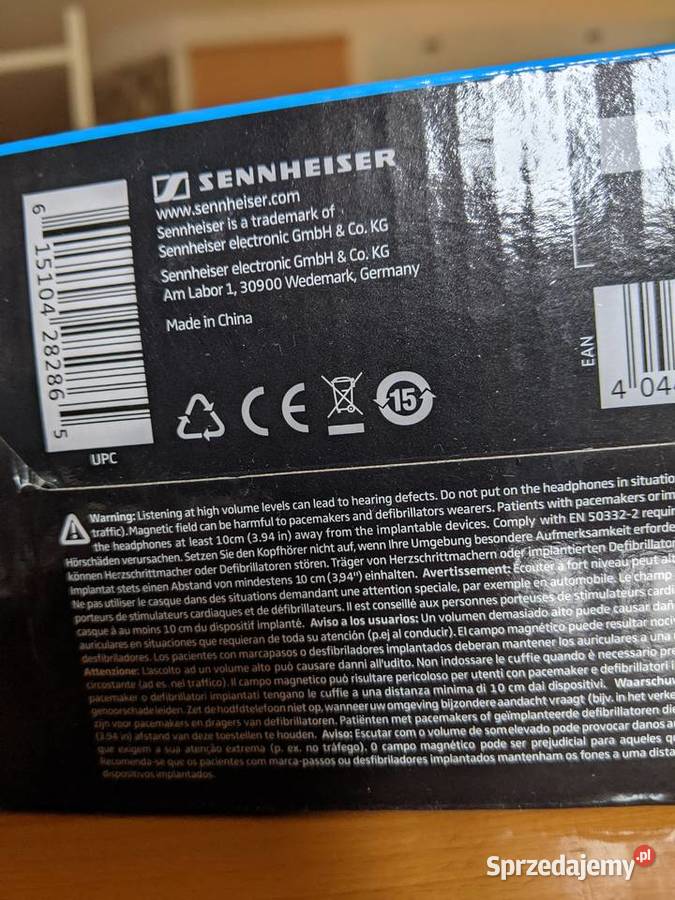 SENNHEISER
www.sennheiser.com
Sennheiser is a trademark of
Sennheiser electronic GmbH & Co. KG
Sennheiser electronic GmbH & Co. KG
Am Labor 1, 30900 Wedemark, Germany
Made in China
6 15104 28286 5
UPC
CE
15
EAN
4 04
Warning: Listening at high volume levels can lead to hearing defects. Do not put on the headphones in situatio
traffic).Magnetic field can be harmful to pacemakers and defibrillators wearers. Patients with pacemakers or im
the headphones at least 10cm (3.94 in) away from the implantable devices. Comply with EN 50332-2 requir
Hörschäden verursachen. Setzen Sie den Kopfhörer nicht auf, wenn Ihre Umgebung besondere Aufmerksamkeit erforde
können Herzschrittmacher oder Defibrillatoren stören. Träger von Herzschrittmachern oder implantierten Defibrillator
Implantat stets einen Abstand von mindestens 10 cm (3,94") einhalten. Avertissement: Écouter à fort niveau peut alt
Ne pas utiliser le casque dans des situations demandant une attention spéciale, par exemple en automobile. Le champ
porteurs de stimulateurs cardiaques et de défibrillateurs. Il est conseillé aux personnes porteuses de stimulateurs cardi
casque à au moins 10 cm du dispositif implanté. Aviso a los usuarios: Un volumen demasiado alto puede causar dañ
auriculares en situaciones que requieran de toda su atención (p.ej al conducir). El campo magnético puede resultar noci
desfibriladores. Los pacientes con marcapasos o desfibriladores implantados deberan mantener los auriculares a una
Attenzione: L'ascolto ad un volume alto può causare danni all'udito. Non indossare le cuffie quando è necessario pre
circostante (ad es. nel traffico). Il campo magnetico può risultare pericoloso per utenti con pacemaker e defibrillatori i
pacemaker o defibrillatori impiantati tengano le cuffie a una distanza minima di 10 cm dai dispositivi. Waarschuw
genoorschade leiden. Zet de hoofdtelefoon niet op, wanneer uw omgeving bijzondere aandacht vraagt (bijv. in het verke
zijn voor pacemakers en dragers van defibrillatoren. Patiënten met pacemakers of geïmplanteerde defibrillatoren die
(3.94 in) afstand van deze toestellen te houden. Aviso: Escutar com o volume de som elevado pode provocar danos a
que exigem a sua atenção extrema (p. ex. no tráfego). O campo magnético pode ser prejudicial para aqueles q
Recomenda-se que os pacientes com marca-passos ou desfibriladores implantados mantenham os fones a uma dista
dispositivos implantados.
Sprzedajemy.pl